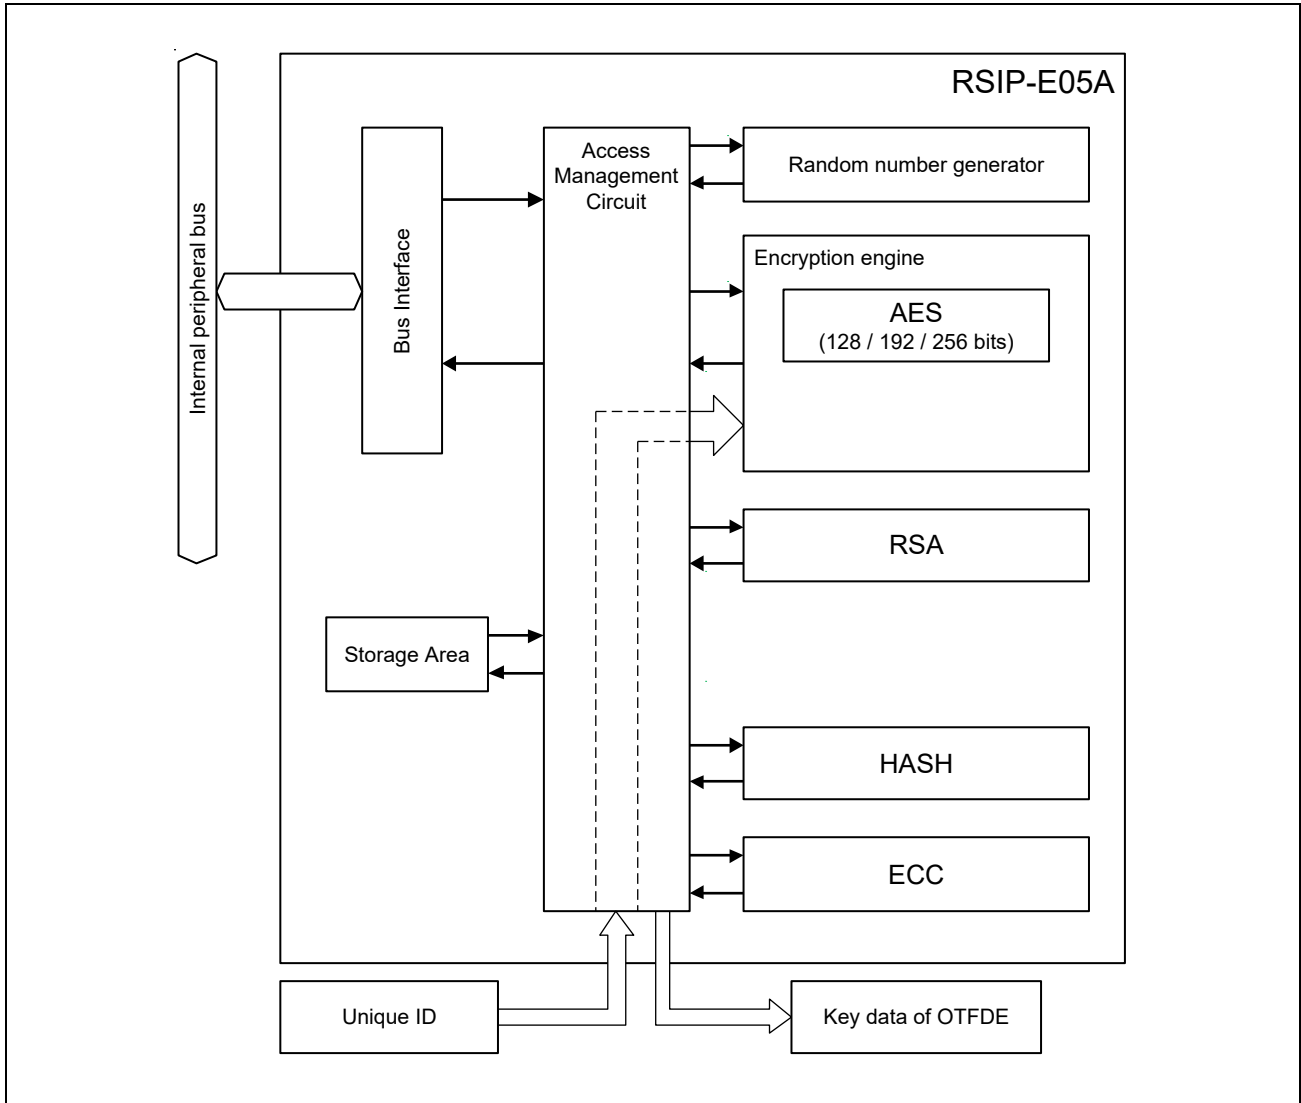 RSIP-E05A
Internal peripheral bus
Bus Interface
Access
Management
Circuit
Random number generator
Encryption engine
AES
(128 / 192 / 256 bits)
RSA
Storage Area
HASH
ECC
Unique ID
Key data of OTFDE